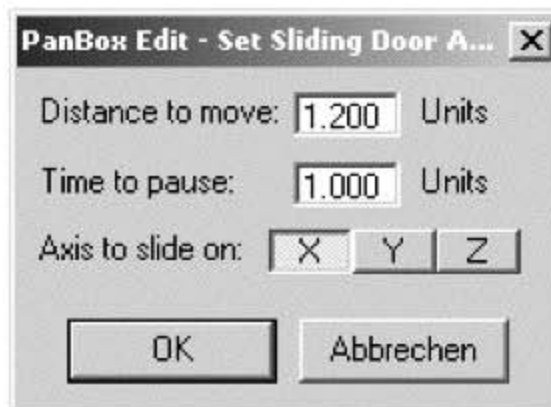 PanBox Edit - Set Sliding Door A...
Distance to move: 1.200 Units
Time to pause: 1.000 Units
Axis to slide on: X Y Z
OK Abbrechen